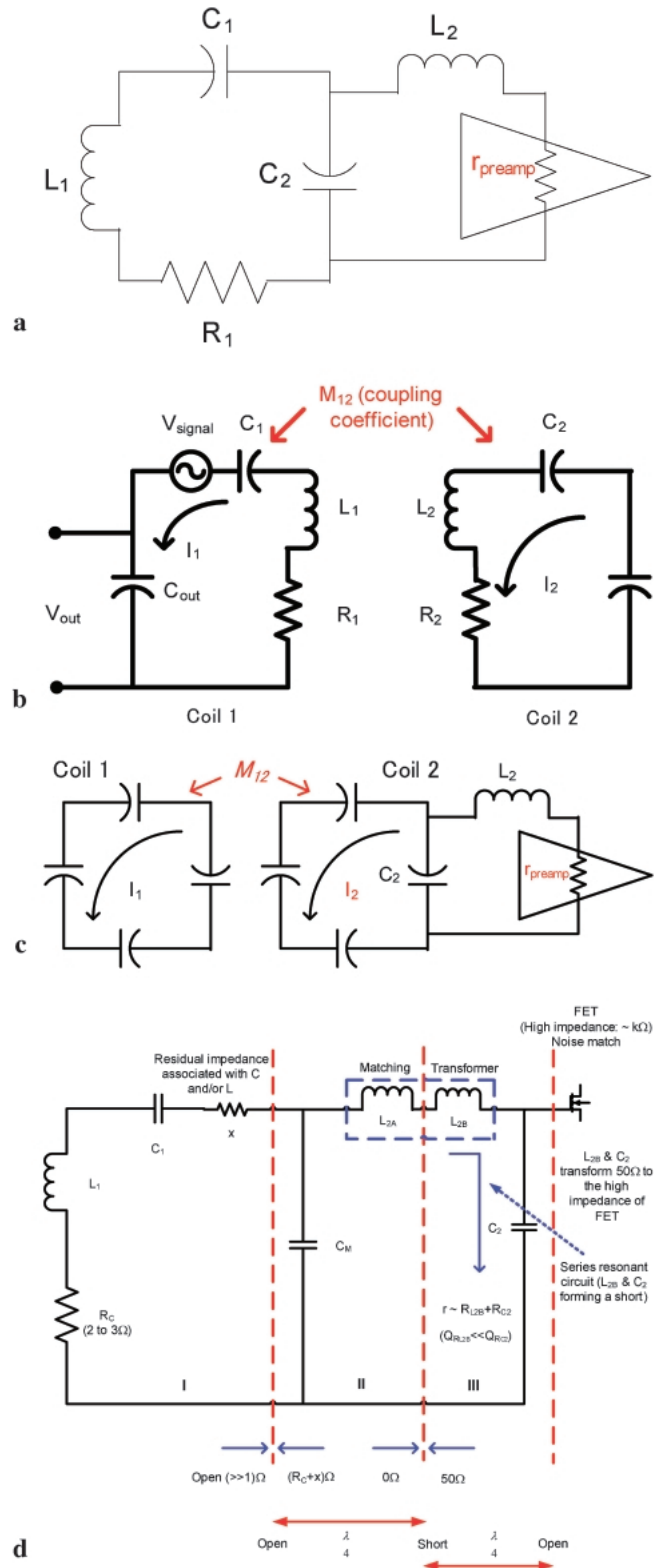 C1
L2
L1
C2
rpreamp
R1
a
M12 (coupling
coefficient)
Vsignal
C1
C2
L1
L2
I1
I2
Cout
Vout
R1
R2
Coil 1
Coil 2
b
Coil 1
M12
Coil 2
L2
I1
I2
C2
rpreamp
c
FET
(High impedance: ~ kΩ)
Noise match
Residual impedance
associated with C
and/or L
Matching
Transformer
C1
x
L2A
L2B
L1
L2B & C2
transform 50Ω to
the high
impedance of
FET
CM
C2
Series resonant
circuit (L2B & C2
forming a short)
RC
(2 to 3Ω)
r ~ RL2B+RC2
(QRL2B<<QRC2)
I
II
III
Open (>>1)Ω
(RC+x)Ω
0Ω
50Ω
Open
λ
4
Short
λ
4
Open
d